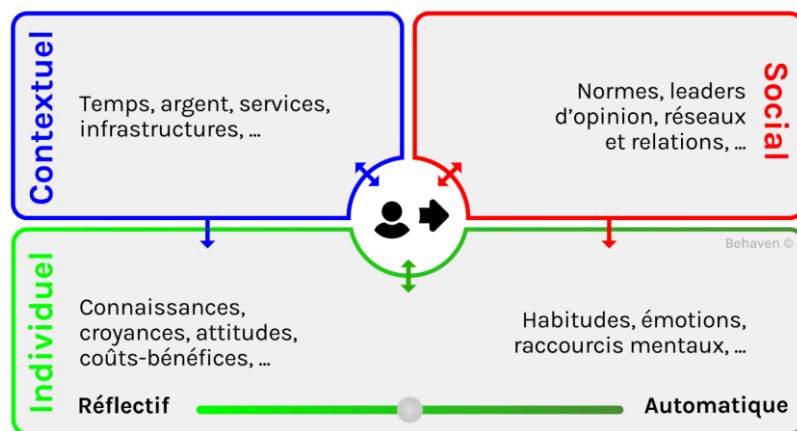 Contextuel
Temps, argent, services,
infrastructures, ...
Social
Normes, leaders
d'opinion, réseaux
et relations, ...
Behaven ©
Individuel
Connaissances,
croyances, attitudes,
coûts-bénéfices, ...
Habitudes, émotions,
raccourcis mentaux, ...
Réflectif
Automatique